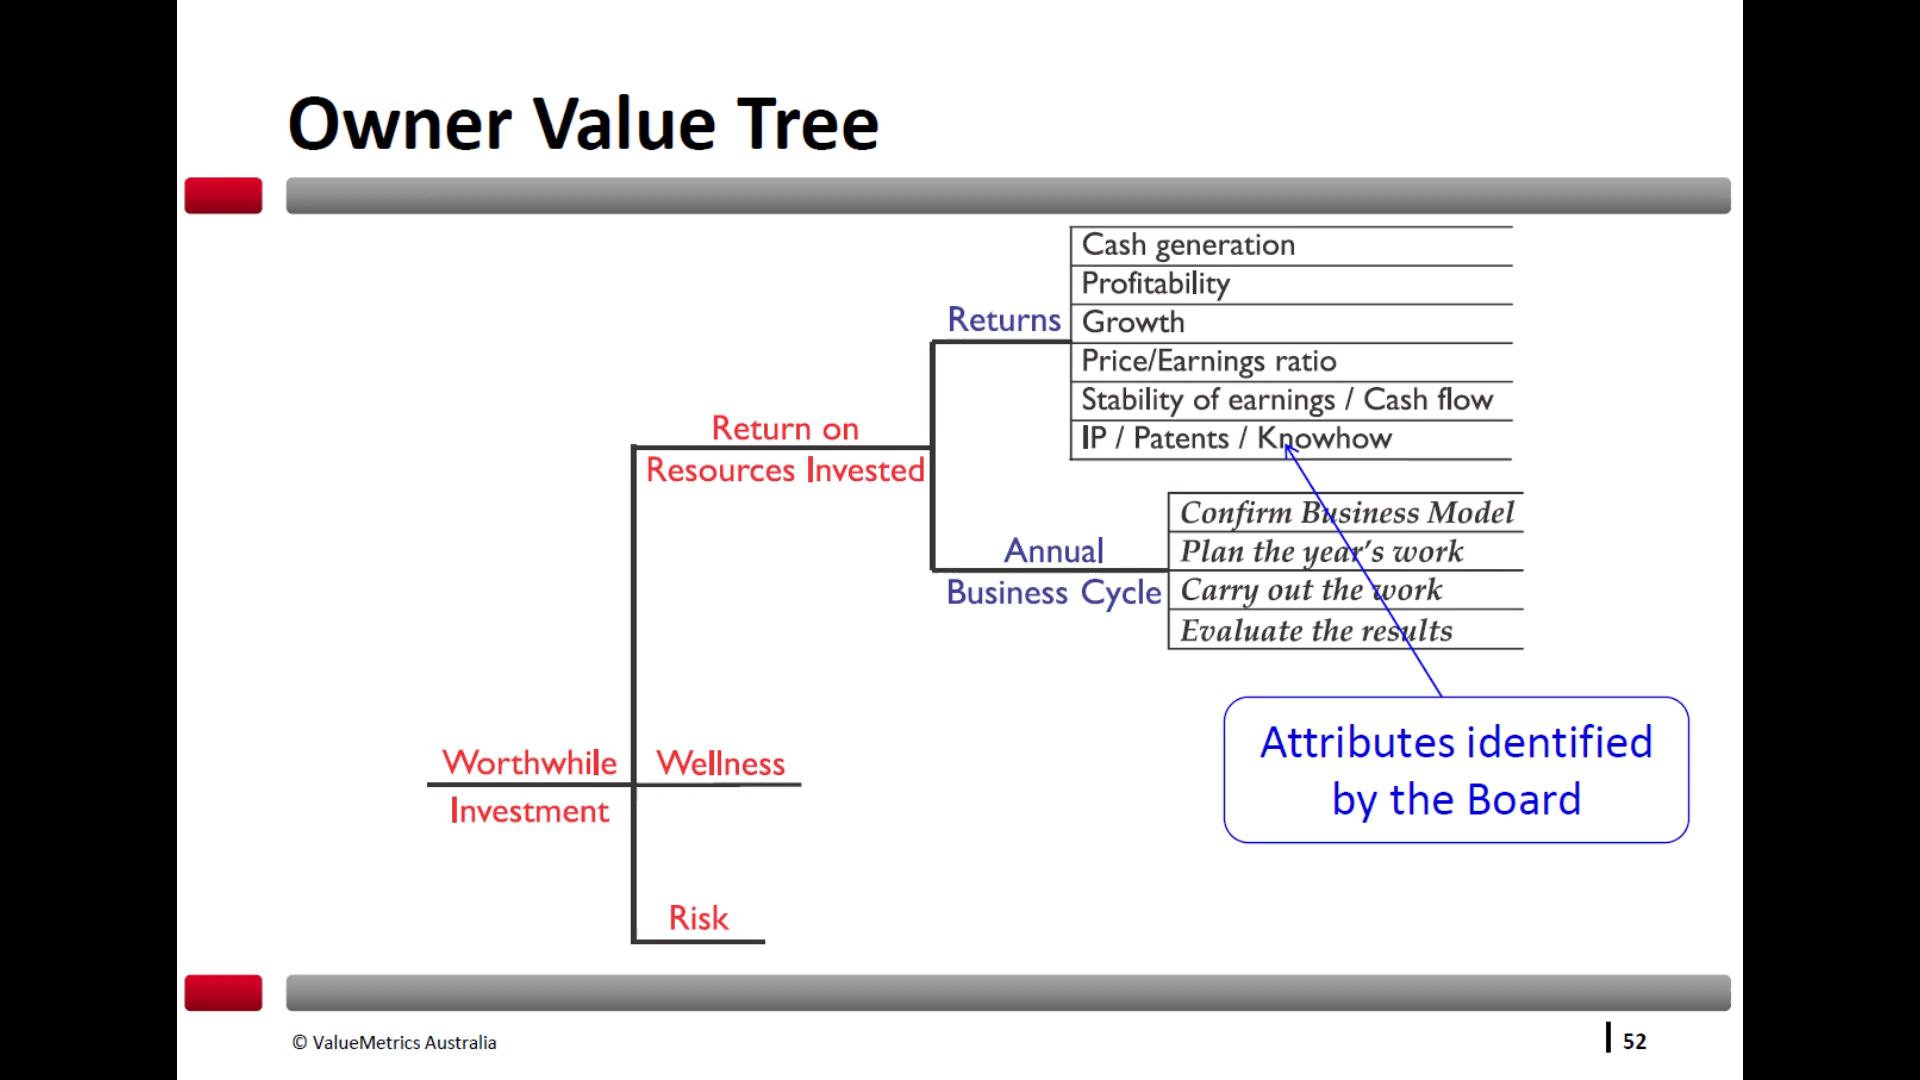 Owner Value Tree
Cash generation
Profitability
Returns
Growth
Price/Earnings ratio
Stability of earnings / Cash flow
IP / Patents / Knowhow
Return on
Resources Invested
Confirm Business Model
Annual
Business Cycle
Plan the year's work
Carry out the work
Evaluate the results
Worthwhile
Investment
Wellness
Attributes identified
by the Board
Risk
© ValueMetrics Australia
52